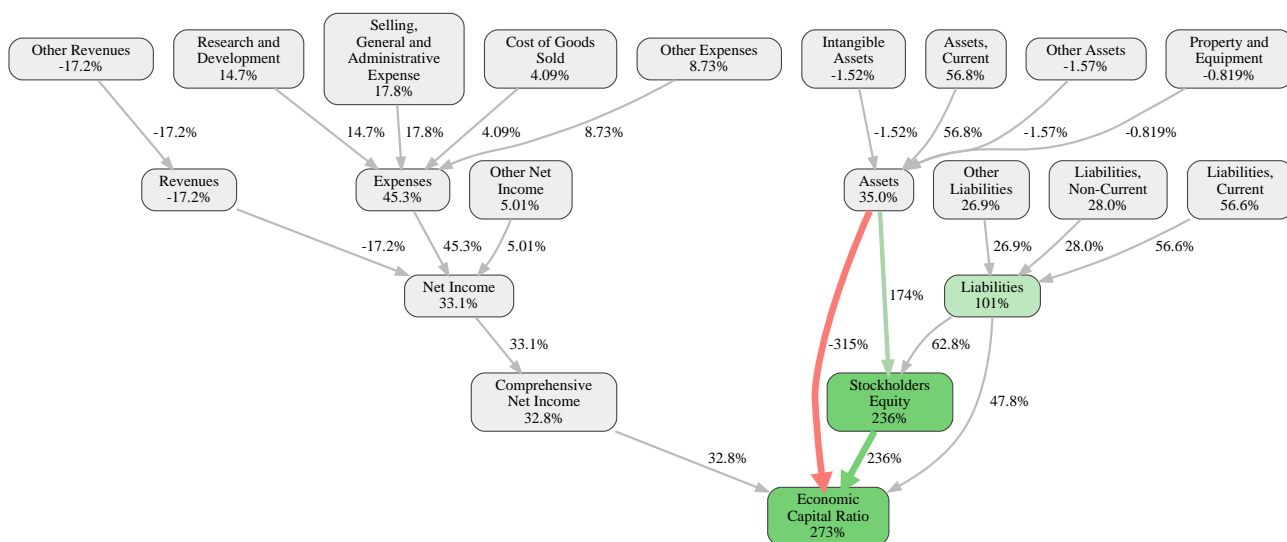 Other Revenues
-17.2%
Research and
Development
14.7%
Selling,
General and
Administrative
Expense
17.8%
Cost of Goods
Sold
4.09%
Other Expenses
8.73%
Intangible
Assets
-1.52%
Assets,
Current
56.8%
Other Assets
-1.57%
Property and
Equipment
-0.819%
-17.2%
14.7%
17.8%
4.09%
8.73%
-1.52%
56.8%
-1.57%
-0.819%
Revenues
-17.2%
Expenses
45.3%
Other Net
Income
5.01%
Assets
35.0%
Other
Liabilities
26.9%
Liabilities,
Non-Current
28.0%
Liabilities,
Current
56.6%
-17.2%
45.3%
5.01%
26.9%
28.0%
56.6%
Net Income
33.1%
174%
Liabilities
101%
33.1%
-315%
62.8%
Comprehensive
Net Income
32.8%
Stockholders
Equity
236%
47.8%
32.8%
236%
Economic
Capital Ratio
273%